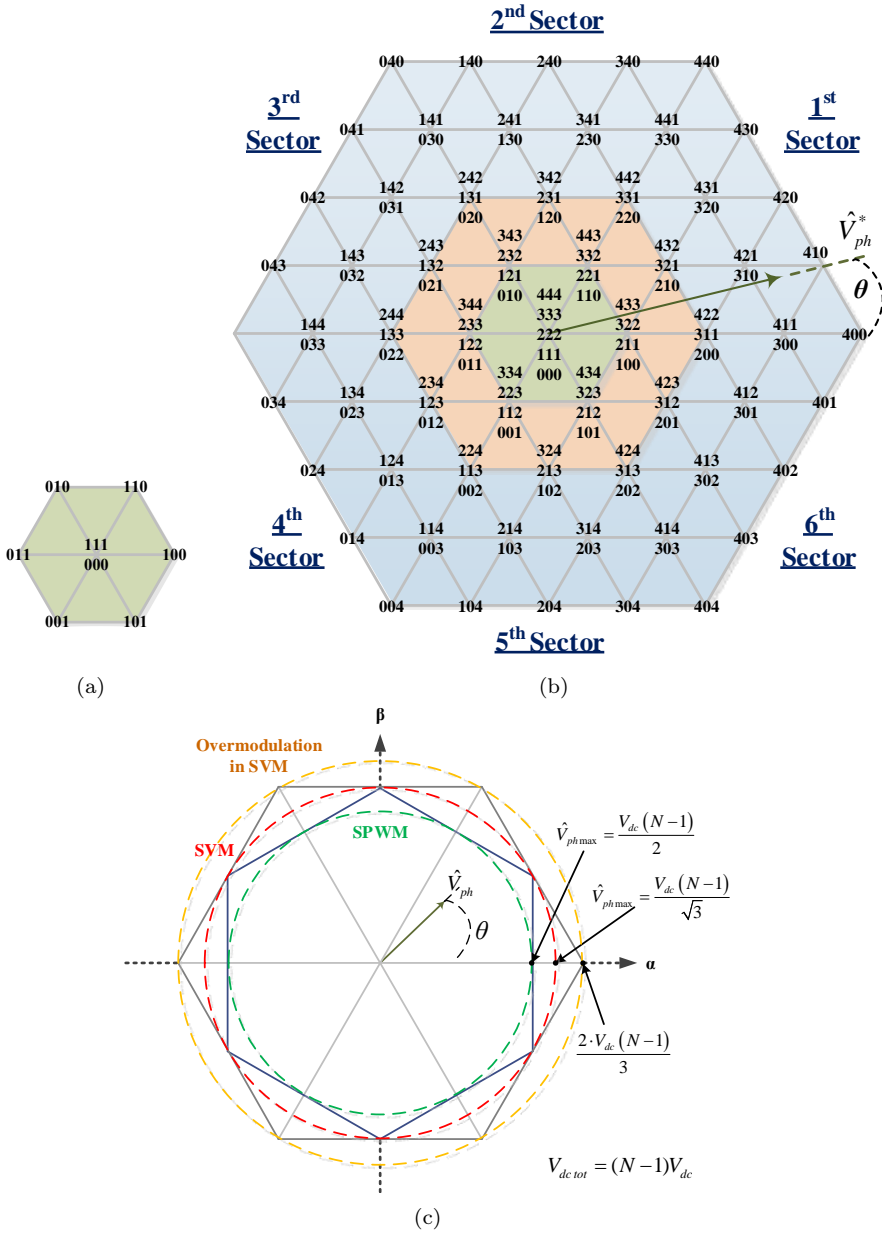 2nd Sector
040 140 240 340 440
3rd Sector
1st Sector
141 241 341 441
041 030 130 230 330 430
242 342 442
142 131 231 331 431
042 031 020 120 220 320 420
343 443
243 232 332 432
143 132 121 221 321 421 410
043 032 021 010 110 210 310
V̂*ph
θ
444
344 333 433
244 233 222 322 422
144 133 122 111 211 311 411 400
033 022 011 000 100 200 300
334 434
234 223 323 423
134 123 112 212 312 412
034 023 012 001 101 201 301 401
224 324 424
124 113 213 313 413
024 013 002 102 202 302 402
114 214 314 414
014 003 103 203 303 403
4th Sector
6th Sector
004 104 204 304 404
5th Sector
010 110
111
011 000 100
001 101
(a)
(b)
β
Overmodulation
in SVM
SPWM
SVM
V̂ph
θ
α
V̂ph max = Vdc (N−1) / 2
V̂ph max = Vdc (N−1) / √3
2·Vdc (N−1) / 3
Vdc tot = (N−1)Vdc
(c)